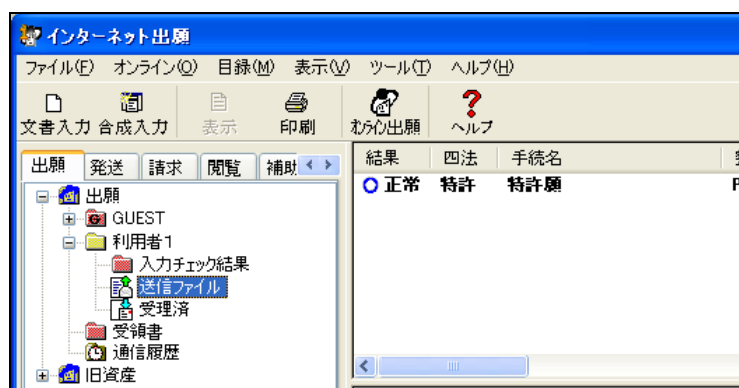 インターネット出願
ファイル(F) オンライン(O) 目録(M) 表示(V) ツール(T) ヘルプ(H)
文書入力 合成入力 表示 印刷 オンライン出願 ヘルプ
出願 発送 請求 閲覧 補助
結果 四法 手続名
正常 特許 特許願
出願
GUEST
利用者1
入力チェック結果
送信ファイル
受理済
受領書
通信履歴
旧資産